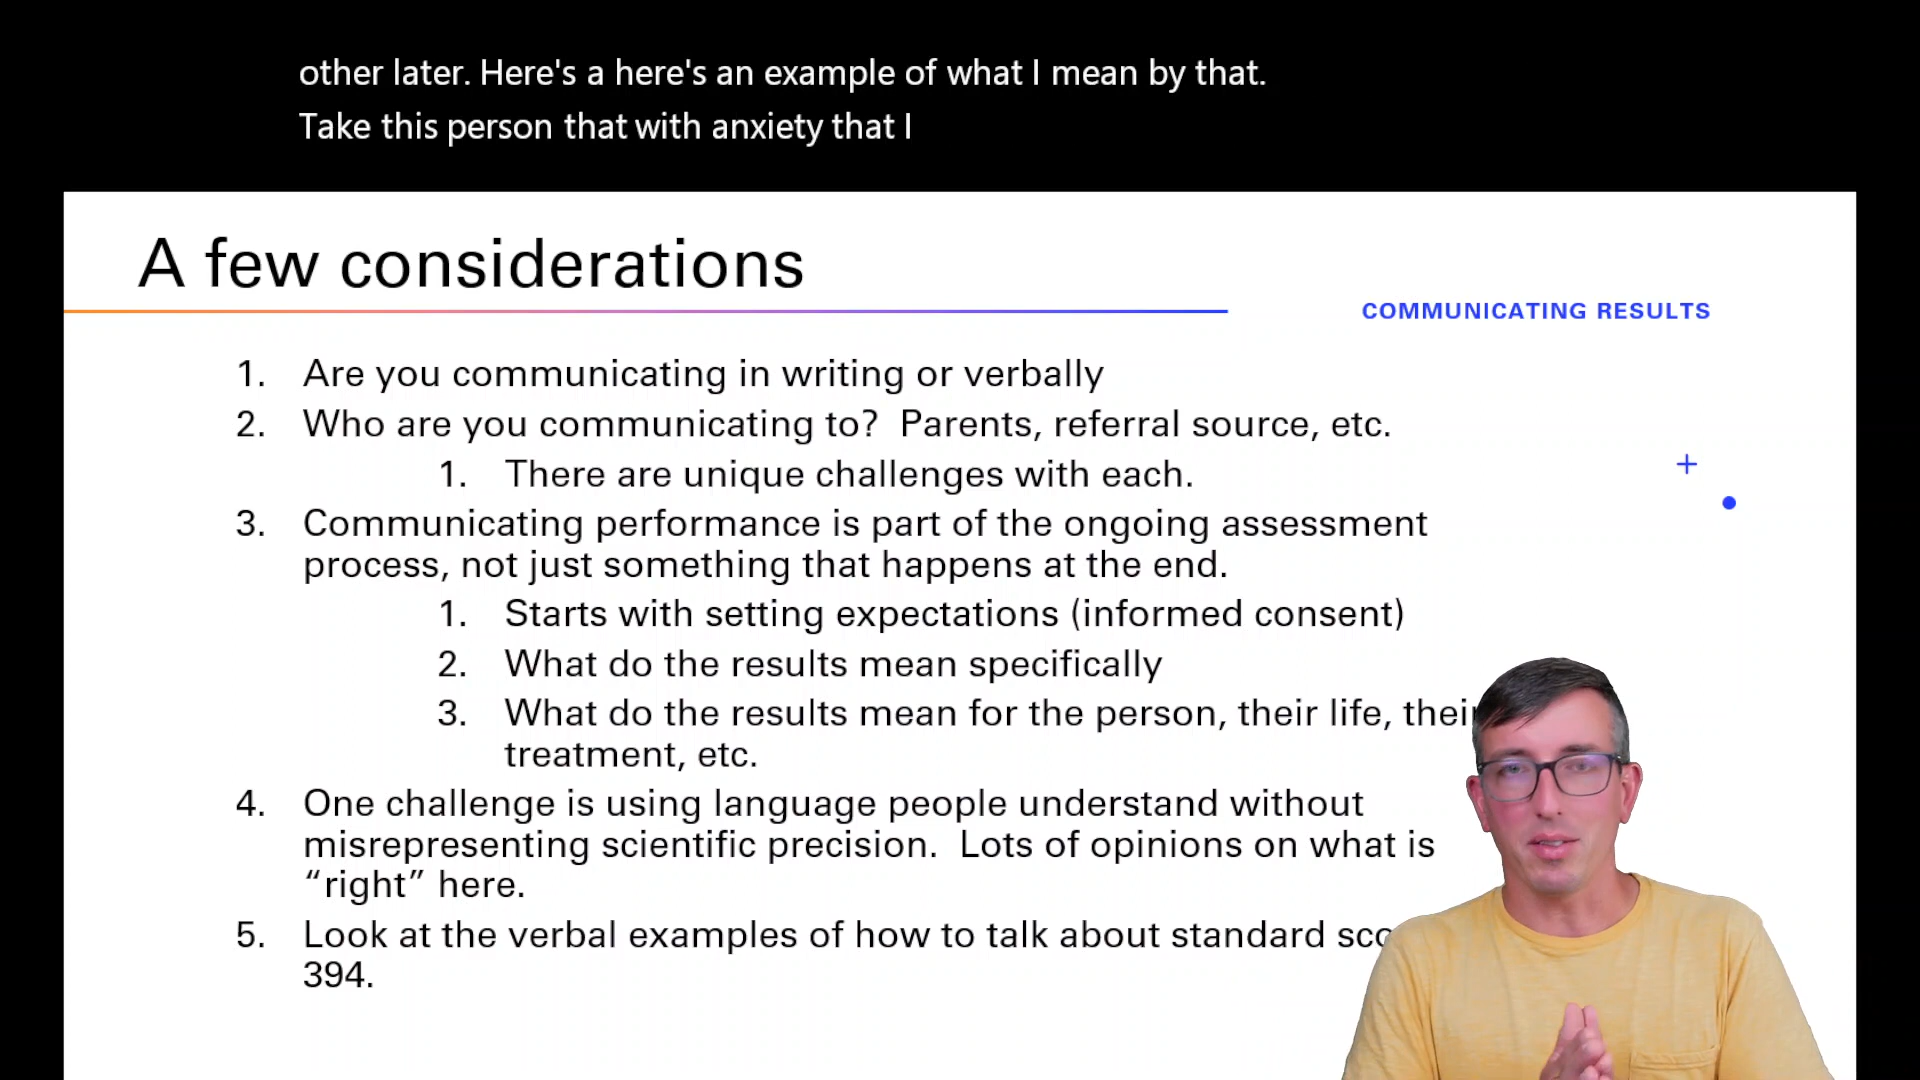 other later. Here's a here's an example of what I mean by that.
Take this person that with anxiety that I
A few considerations
COMMUNICATING RESULTS
1. Are you communicating in writing or verbally
2. Who are you communicating to? Parents, referral source, etc.
1. There are unique challenges with each.
3. Communicating performance is part of the ongoing assessment
process, not just something that happens at the end.
1. Starts with setting expectations (informed consent)
2. What do the results mean specifically
3. What do the results mean for the person, their life, their
treatment, etc.
4. One challenge is using language people understand without
misrepresenting scientific precision. Lots of opinions on what is
“right” here.
5. Look at the verbal examples of how to talk about standard
394.